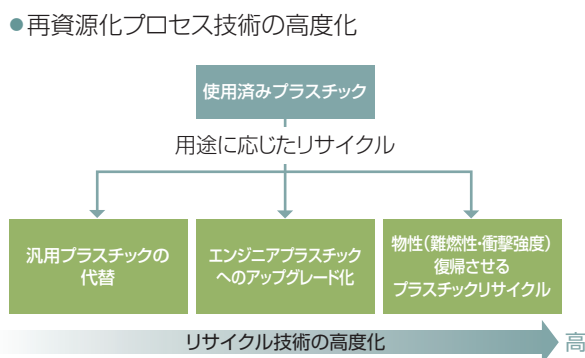 ●再資源化プロセス技術の高度化
使用済みプラスチック
用途に応じたリサイクル
汎用プラスチックの
代替
エンジニアプラスチック
へのアップグレード化
物性(難燃性・衝撃強度)
復帰させる
プラスチックリサイクル
リサイクル技術の高度化
高